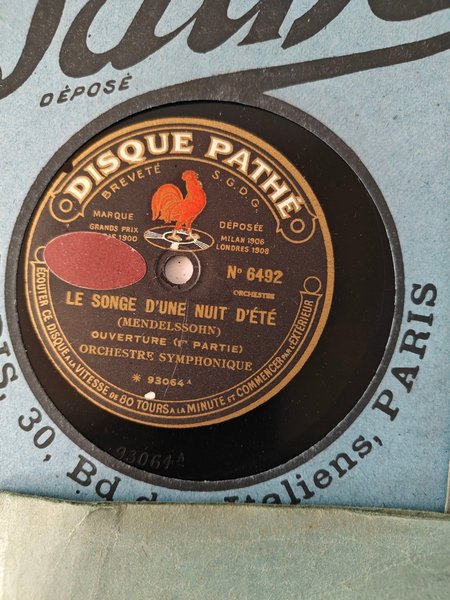 DÉPOSÉ
DISQUE PATHÉ
BREVETÉ S.G.D.G
MARQUE DÉPOSÉE
GRANDS PRIX
1900
MILAN 1906
LONDRES 1908
No 6492
ORCHESTRE
LE SONGE D'UNE NUIT D'ÉTÉ
(MENDELSSOHN)
OUVERTURE (1re PARTIE)
ORCHESTRE SYMPHONIQUE
* 93064 A
ÉCOUTER CE DISQUE A LA VITESSE DE 80 TOURS A LA MINUTE ET COMMENCER PAR L'EXTÉRIEUR
93064 A
30, Bd Italiens, PARIS